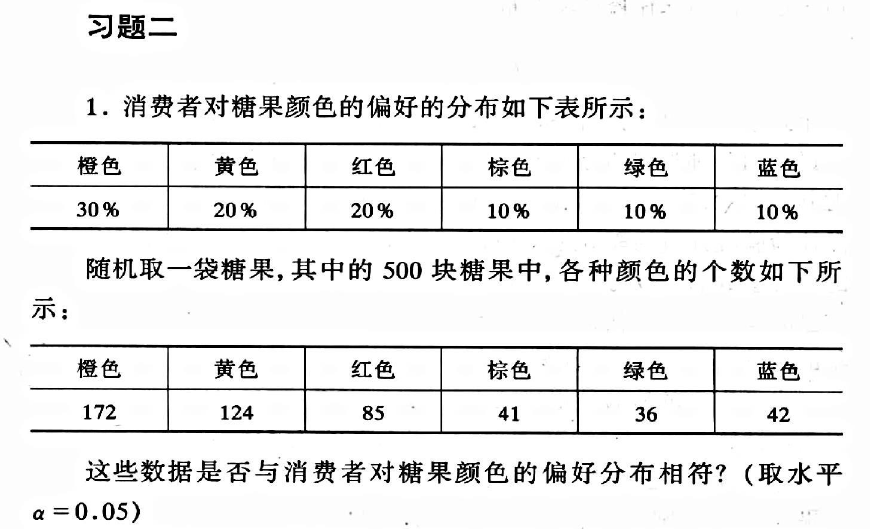 习题二
1. 消费者对糖果颜色的偏好的分布如下表所示：
橙色 黄色 红色 棕色 绿色 蓝色
30% 20% 20% 10% 10% 10%
随机取一袋糖果,其中的 500 块糖果中,各种颜色的个数如下所
示：
橙色 黄色 红色 棕色 绿色 蓝色
172 124 85 41 36 42
这些数据是否与消费者对糖果颜色的偏好分布相符? (取水平
α=0.05)